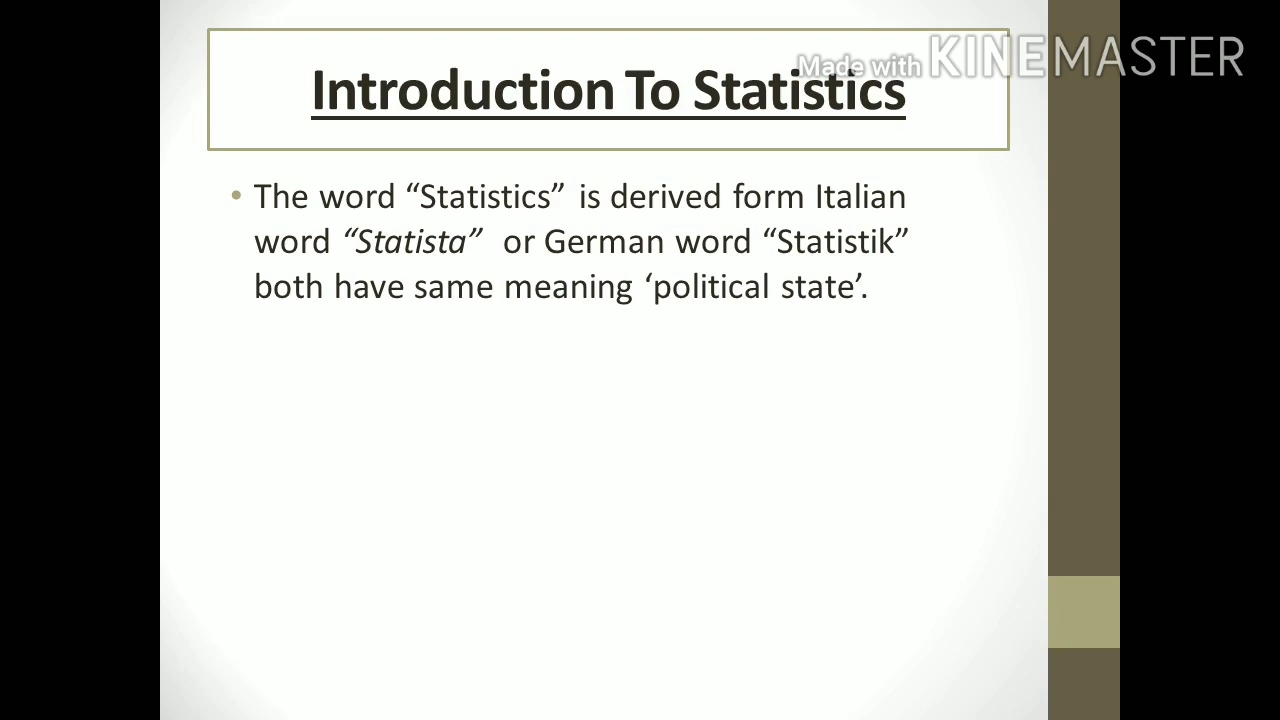 Made with KINEMASTER
Introduction To Statistics
• The word “Statistics” is derived form Italian
word “Statista” or German word “Statistik”
both have same meaning ‘political state’.